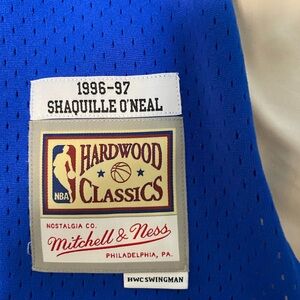 1996-97
SHAQUILLE O'NEAL
HARDWOOD
NBA
CLASSICS
NOSTALGIA CO.
Mitchell & Ness
PHILADELPHIA, PA.
HWC SWINGMAN